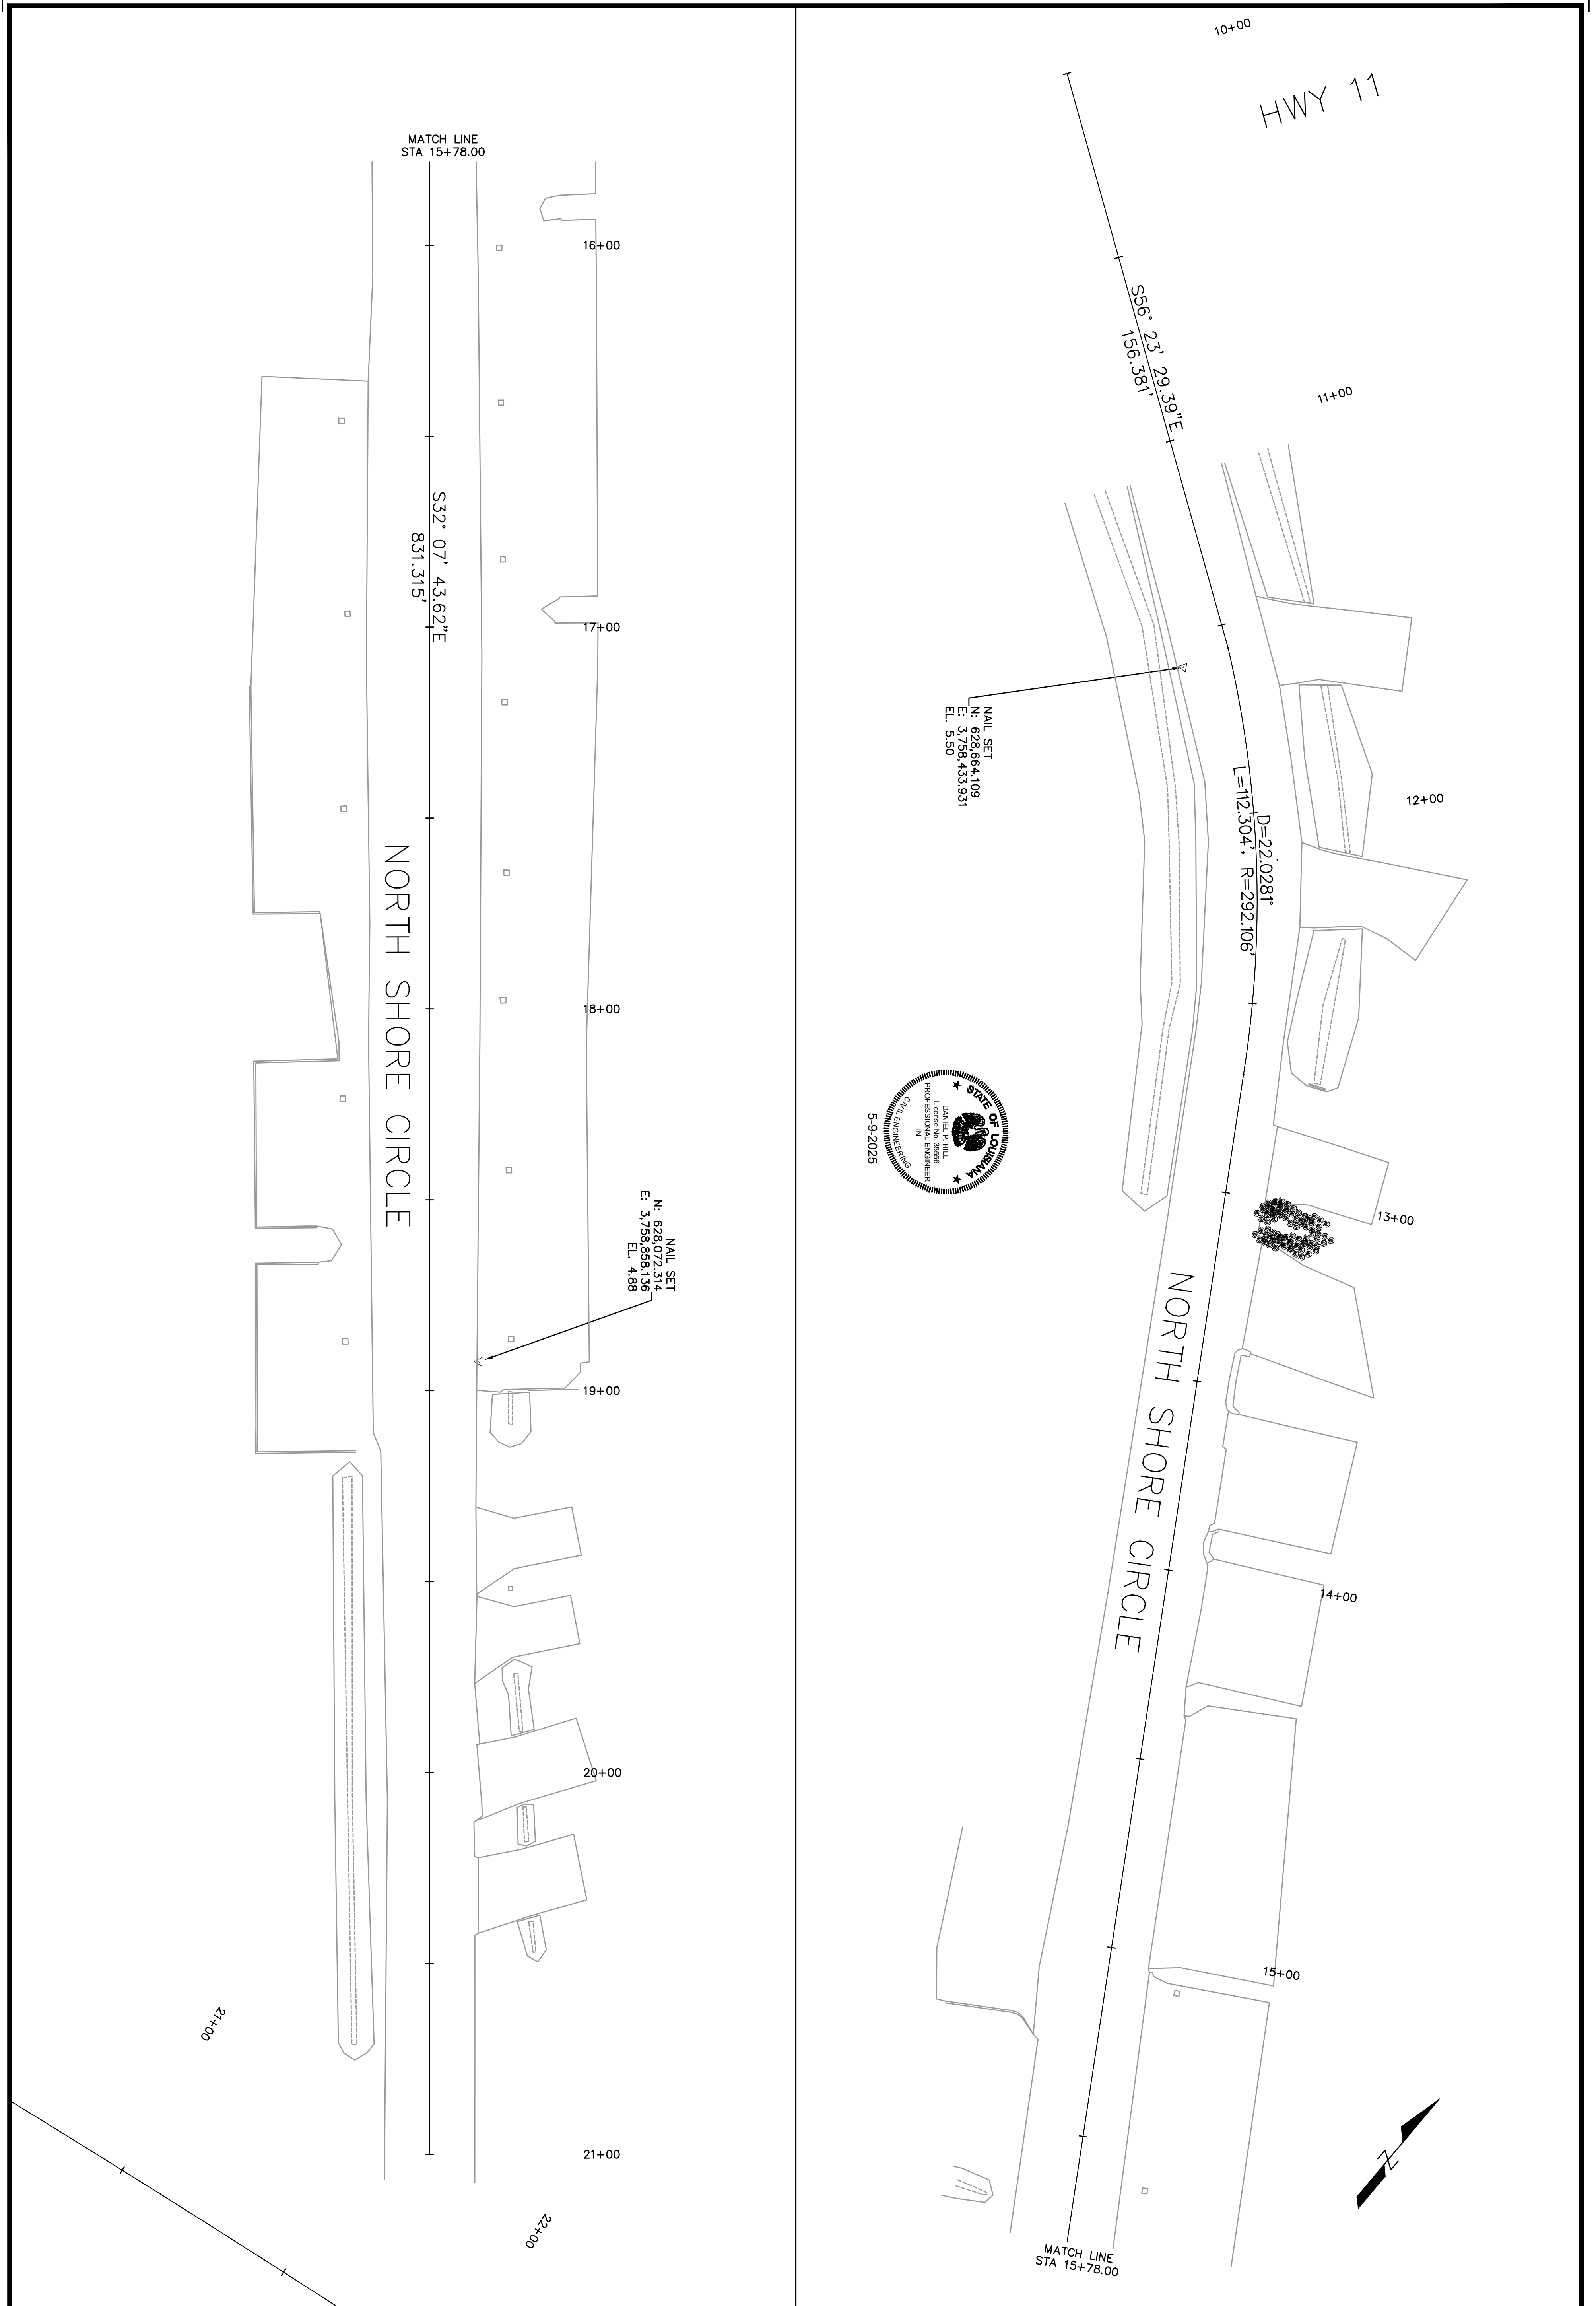 10+00
HWY 11
S56° 23' 29.39"E
156.381'
11+00
NAIL SET
N: 628,664.109
E: 3,758,433.931
EL. 5.50
12+00
D=22.0281°
L=112.304', R=292.106'
STATE OF LOUISIANA
DANIEL P. HILL
License No. 35556
PROFESSIONAL ENGINEER
IN
CIVIL ENGINEERING
5-9-2025
13+00
NORTH SHORE CIRCLE
14+00
15+00
MATCH LINE
STA 15+78.00
N
MATCH LINE
STA 15+78.00
16+00
S32° 07' 43.62"E
831.315'
17+00
NORTH SHORE CIRCLE
18+00
NAIL SET
N: 628,072.314
E: 3,758,858.136
EL. 4.88
19+00
20+00
21+00
21+00
22+00